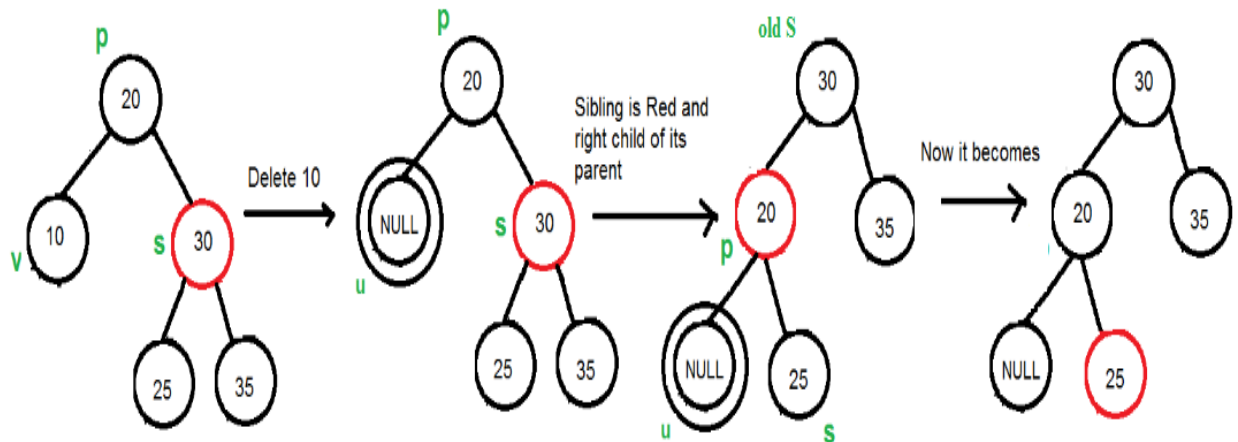 p
20
10
v
s
30
25
35
Delete 10
p
20
NULL
u
s
30
25
35
Sibling is Red and
right child of its
parent
old S
30
20
p
35
NULL
u
25
s
Now it becomes
30
20
35
NULL
25